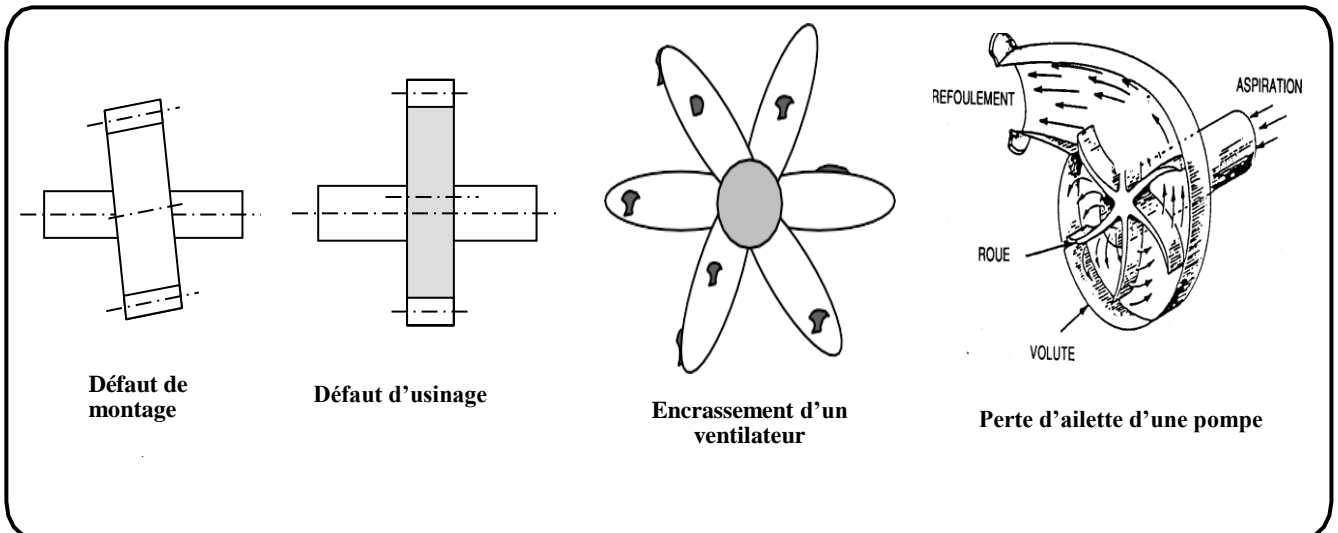 Défaut de
montage
Défaut d’usinage
Encrassement d’un
ventilateur
REFOULEMENT
ASPIRATION
ROUE
VOLUTE
Perte d’ailette d’une pompe